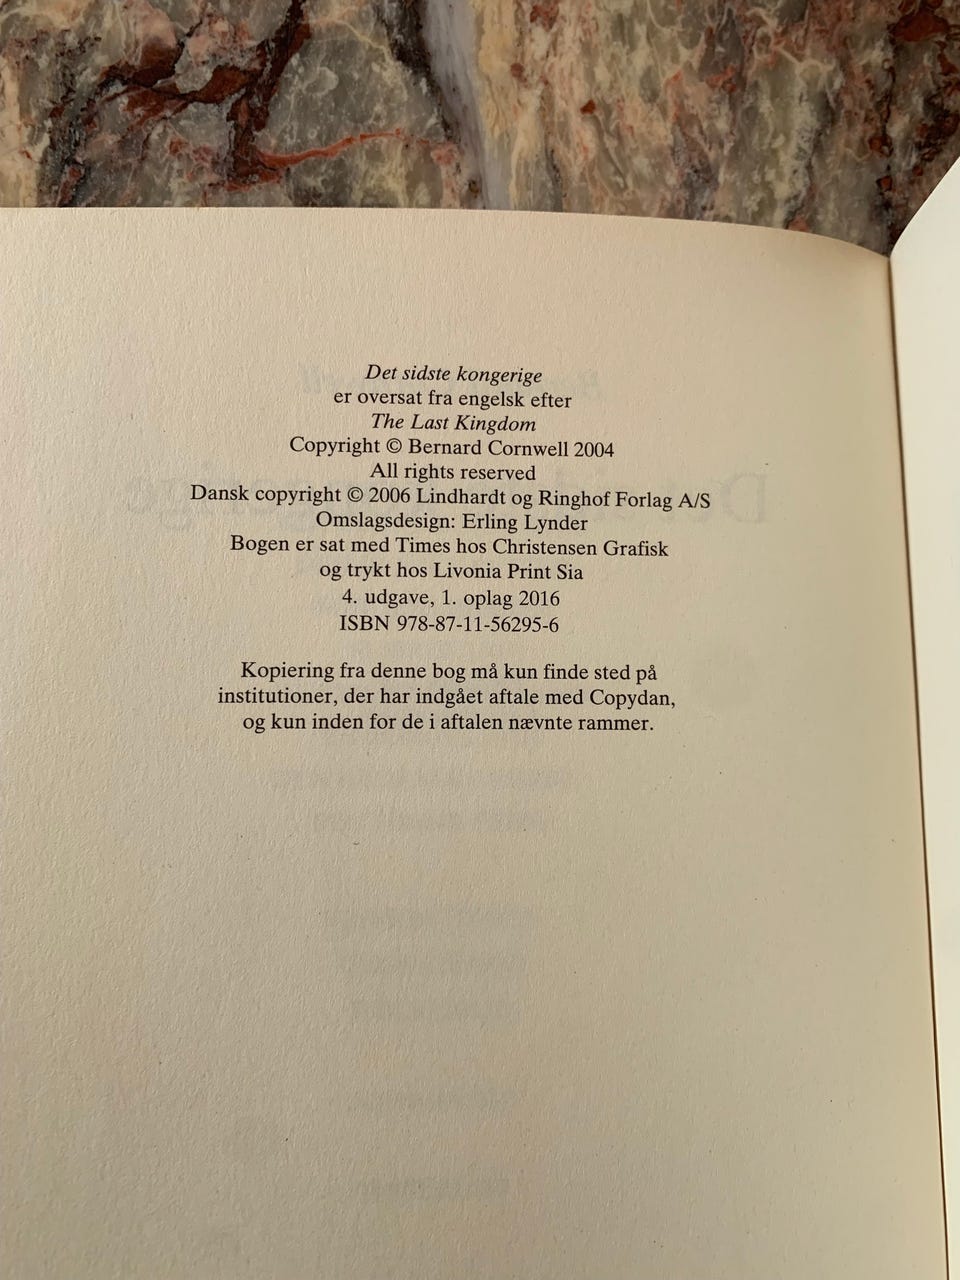 Det sidste kongerige
er oversat fra engelsk efter
The Last Kingdom
Copyright © Bernard Cornwell 2004
All rights reserved
Dansk copyright © 2006 Lindhardt og Ringhof Forlag A/S
Omslagsdesign: Erling Lynder
Bogen er sat med Times hos Christensen Grafisk
og trykt hos Livonia Print Sia
4. udgave, 1. oplag 2016
ISBN 978-87-11-56295-6
Kopiering fra denne bog må kun finde sted på
institutioner, der har indgået aftale med Copydan,
og kun inden for de i aftalen nævnte rammer.